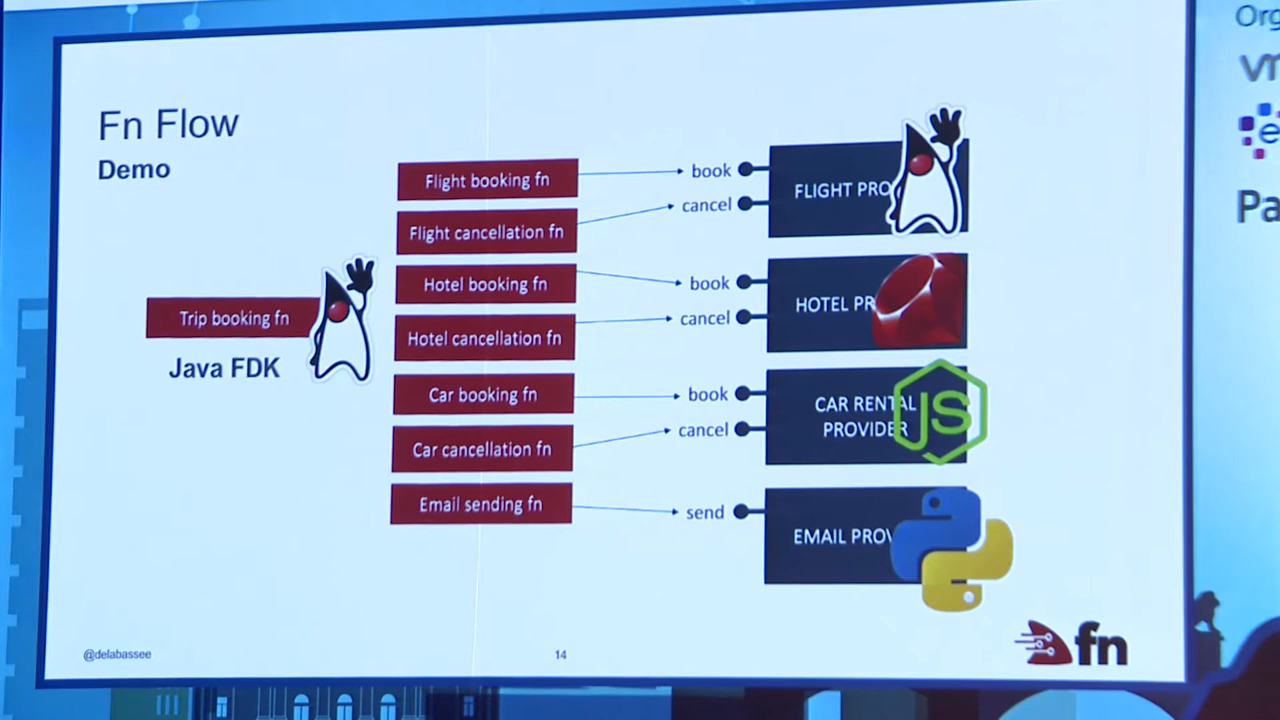 Fn Flow
Demo
Trip booking fn
Java FDK
Flight booking fn
Flight cancellation fn
Hotel booking fn
Hotel cancellation fn
Car booking fn
Car cancellation fn
Email sending fn
book
cancel
book
cancel
book
cancel
send
FLIGHT PRO
HOTEL PR
CAR RENTAL
PROVIDER
JS
EMAIL PROV
@delabassee
14
fn
Org
vm
e
Pa